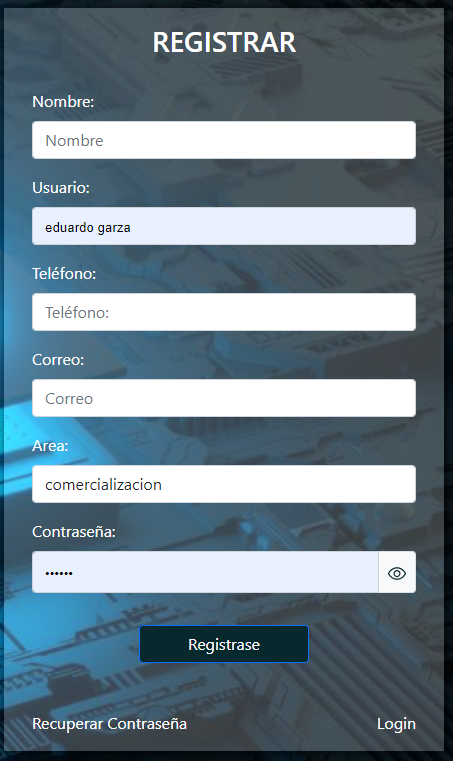 REGISTRAR
Nombre:
Nombre
Usuario:
eduardo garza
Teléfono:
Teléfono:
Correo:
Correo
Area:
comercializacion
Contraseña:
••••••
Registrase
Recuperar Contraseña Login